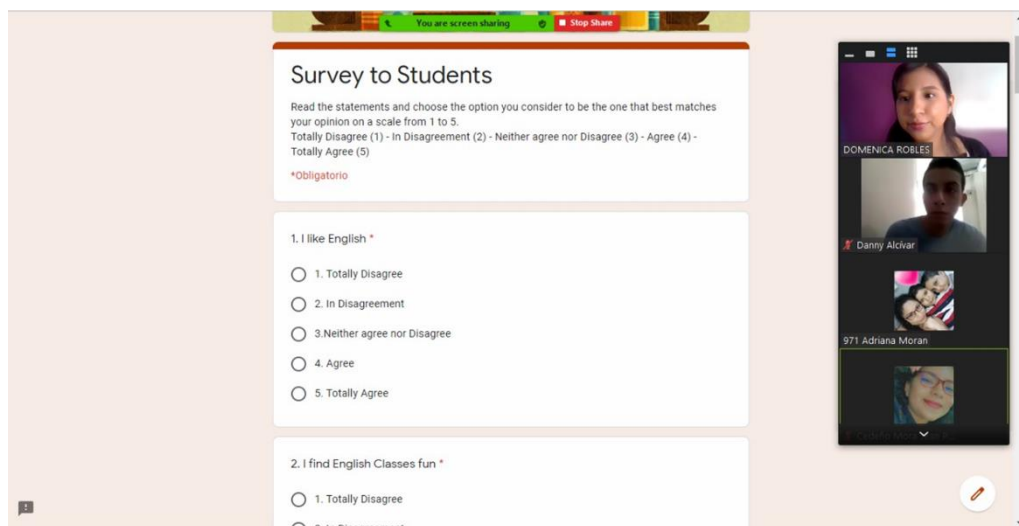 You are screen sharing
Stop Share
Survey to Students
Read the statements and choose the option you consider to be the one that best matches
your opinion on a scale from 1 to 5.
Totally Disagree (1) - In Disagreement (2) - Neither agree nor Disagree (3) - Agree (4) -
Totally Agree (5)
*Obligatorio
1. I like English *
1. Totally Disagree
2. In Disagreement
3.Neither agree nor Disagree
4. Agree
5. Totally Agree
2. I find English Classes fun *
1. Totally Disagree
DOMENICA ROBLES
Danny Alcívar
971 Adriana Moran